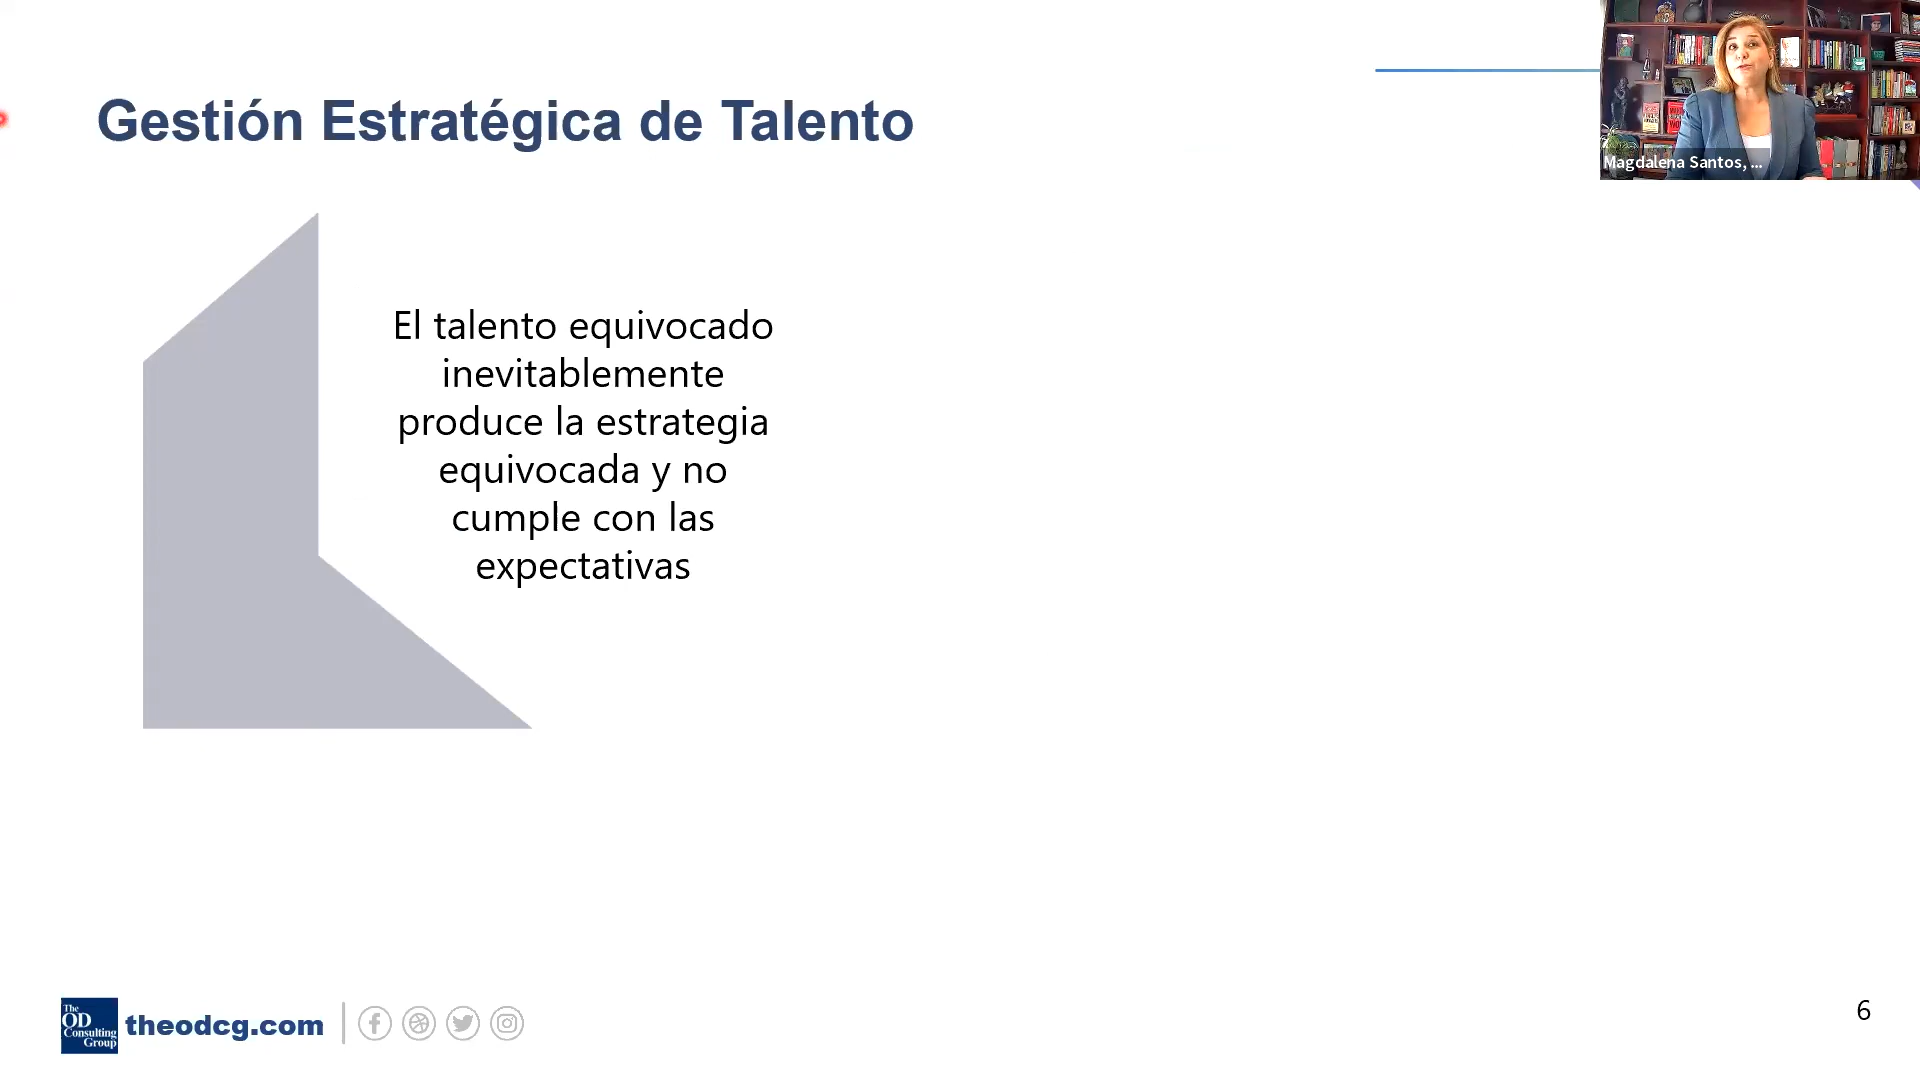 Gestión Estratégica de Talento
Magdalena Santos, ...
El talento equivocado
inevitablemente
produce la estrategia
equivocada y no
cumple con las
expectativas
The
OD
Consulting
Group
theodcg.com
6